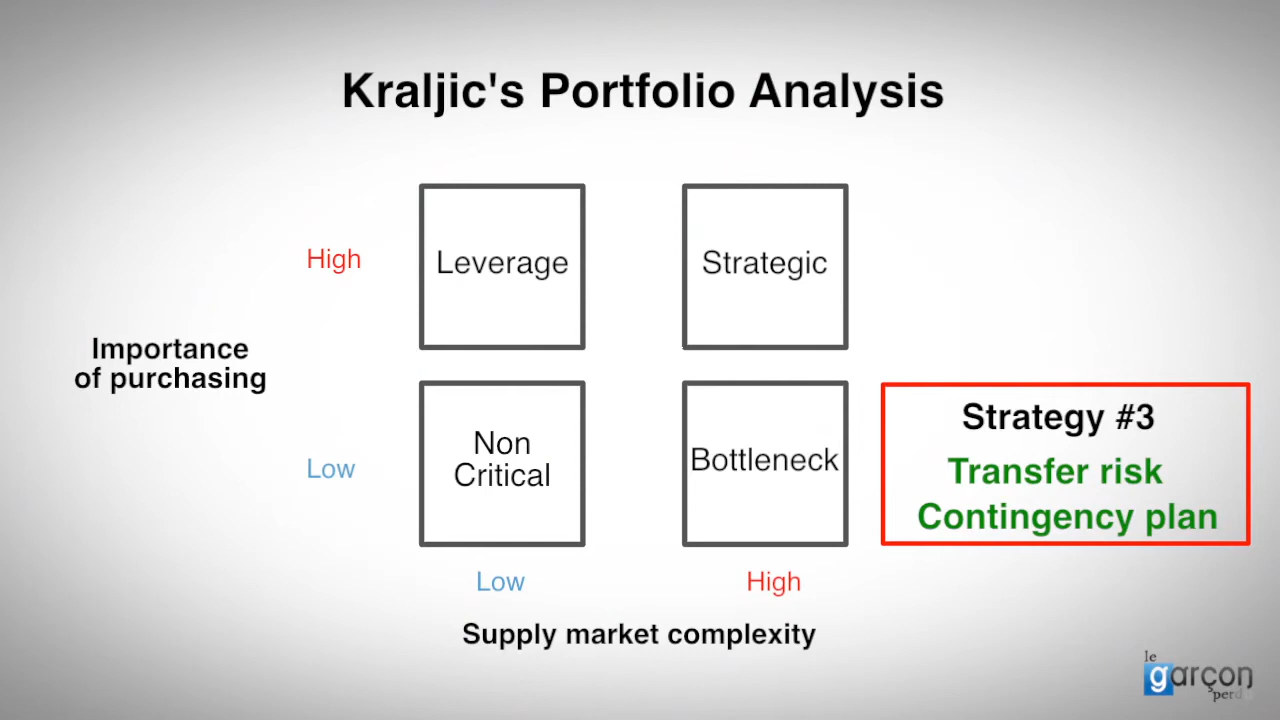 Kraljic's Portfolio Analysis
High
Leverage
Strategic
Importance
of purchasing
Low
Non
Critical
Bottleneck
Strategy #3
Transfer risk
Contingency plan
Low
High
Supply market complexity
le
garçon
perdu